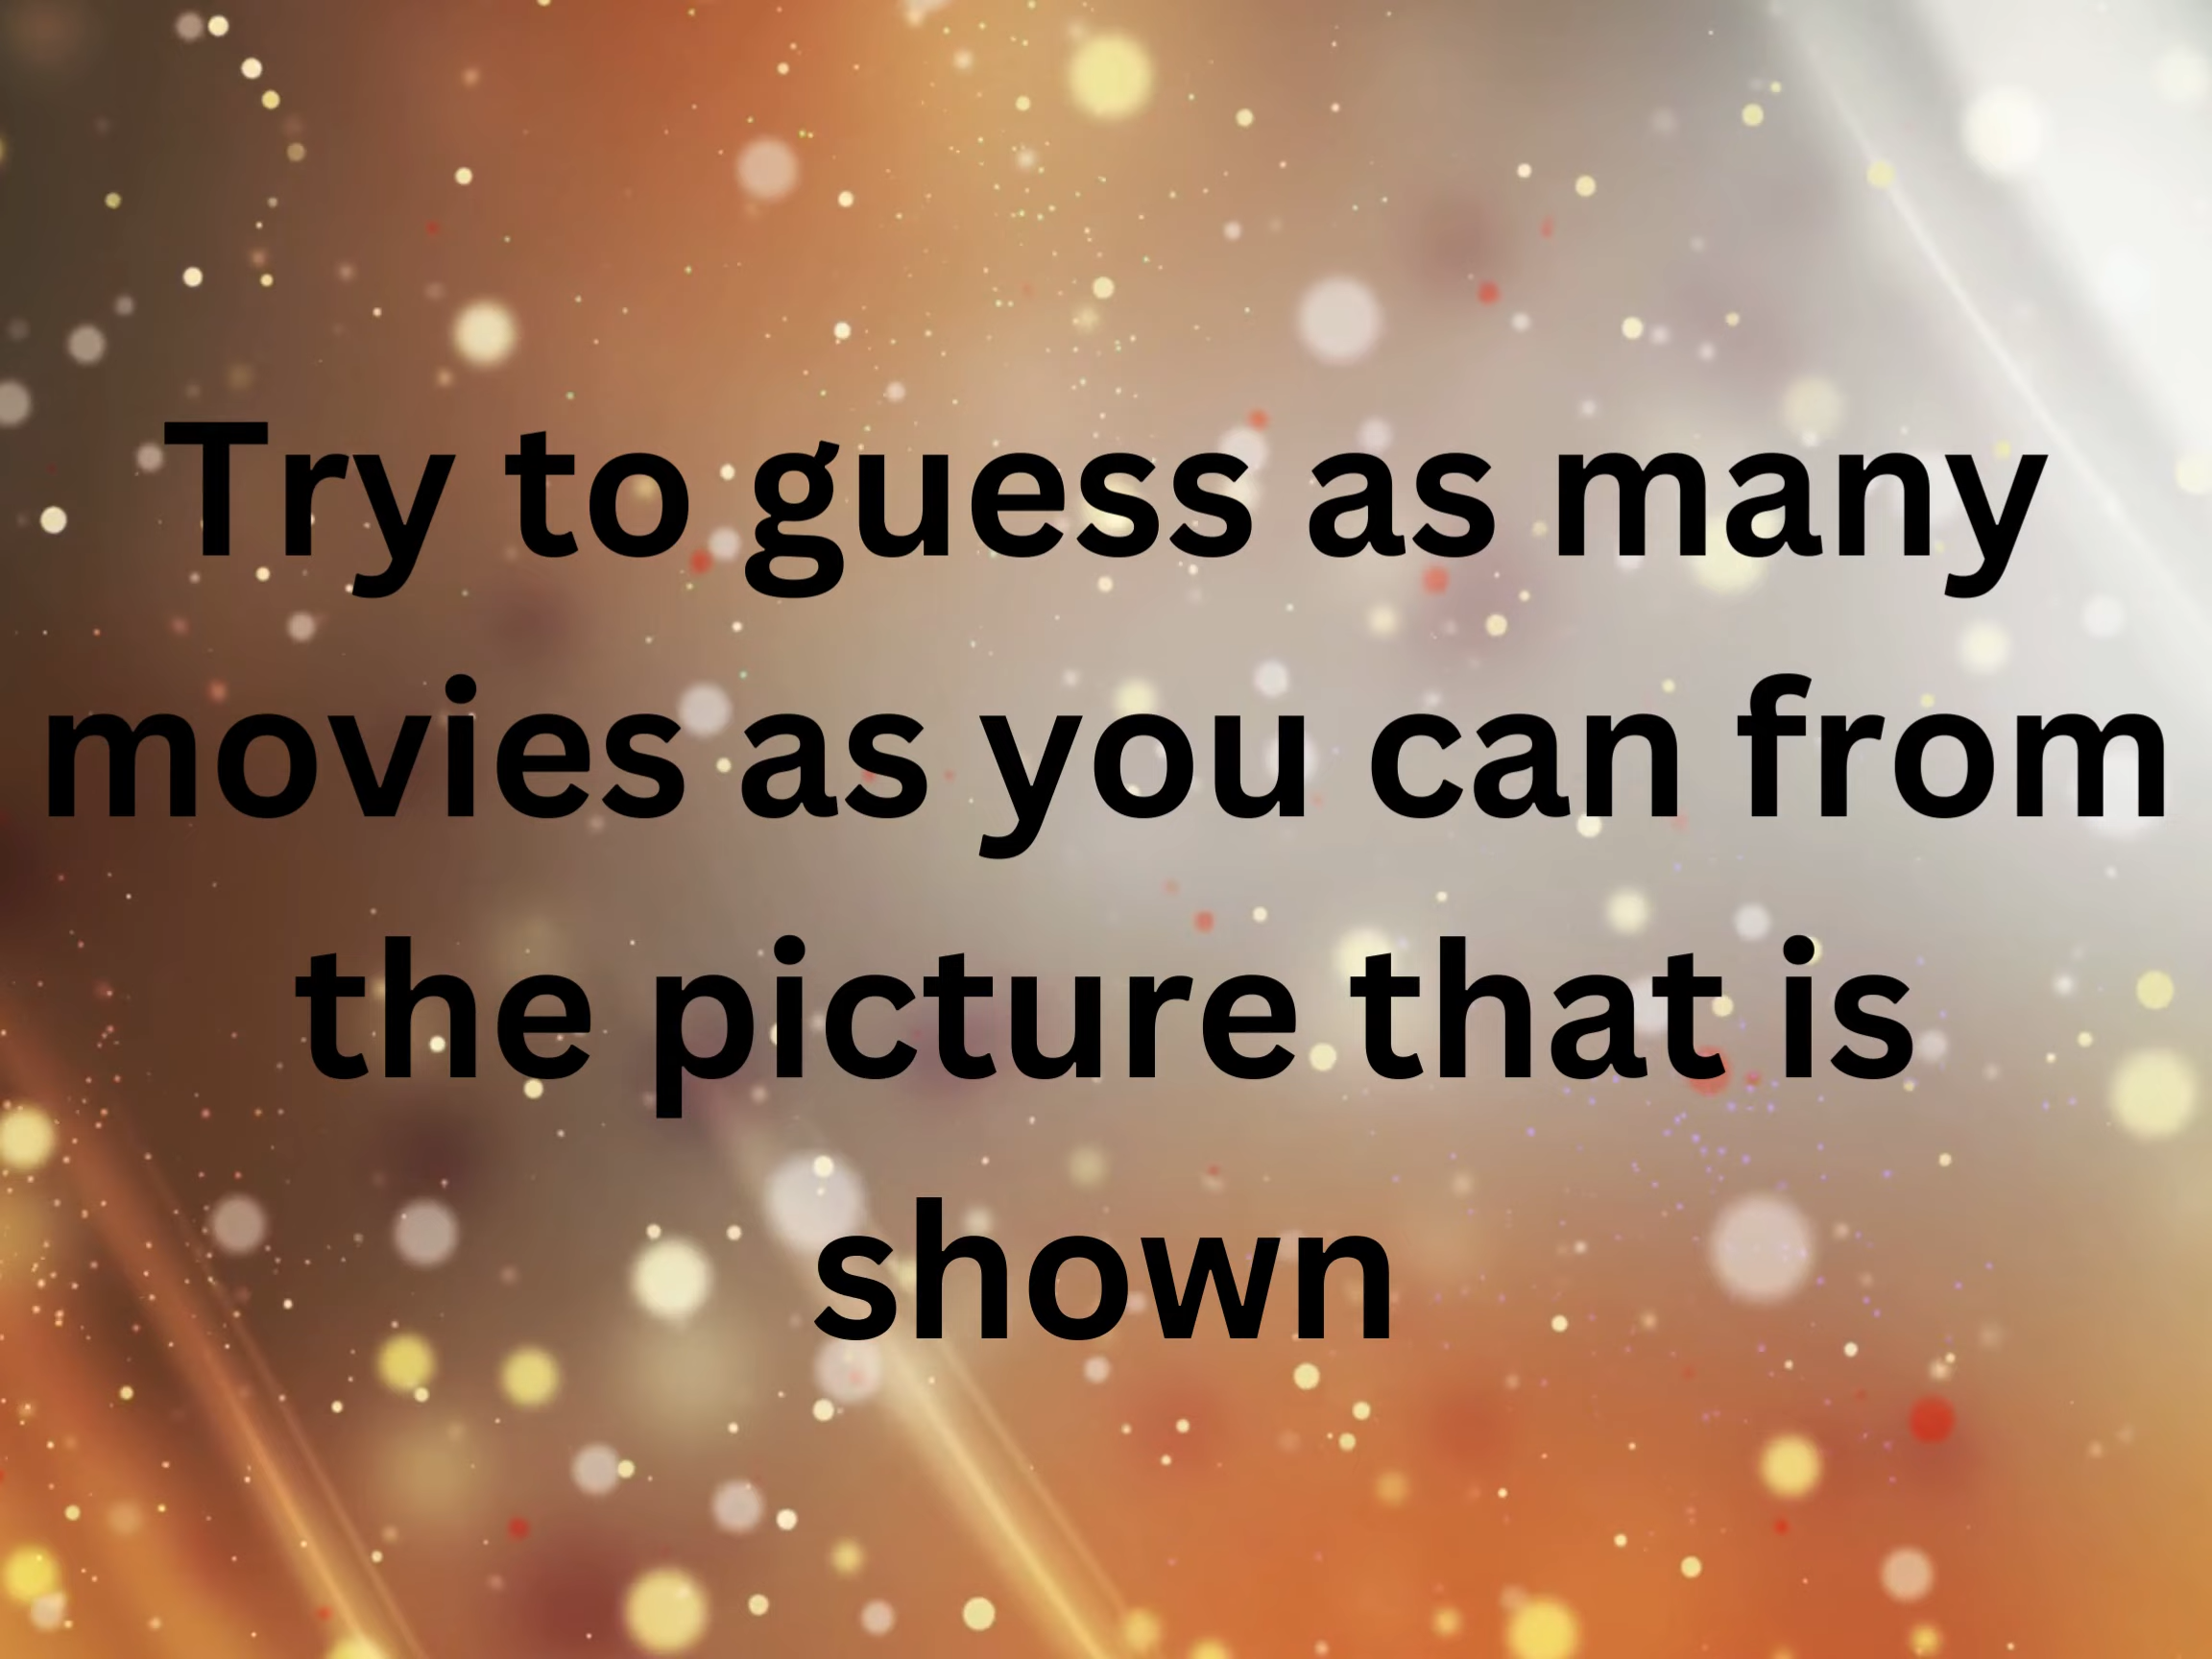 Try to guess as many
movies as you can from
the picture that is
shown